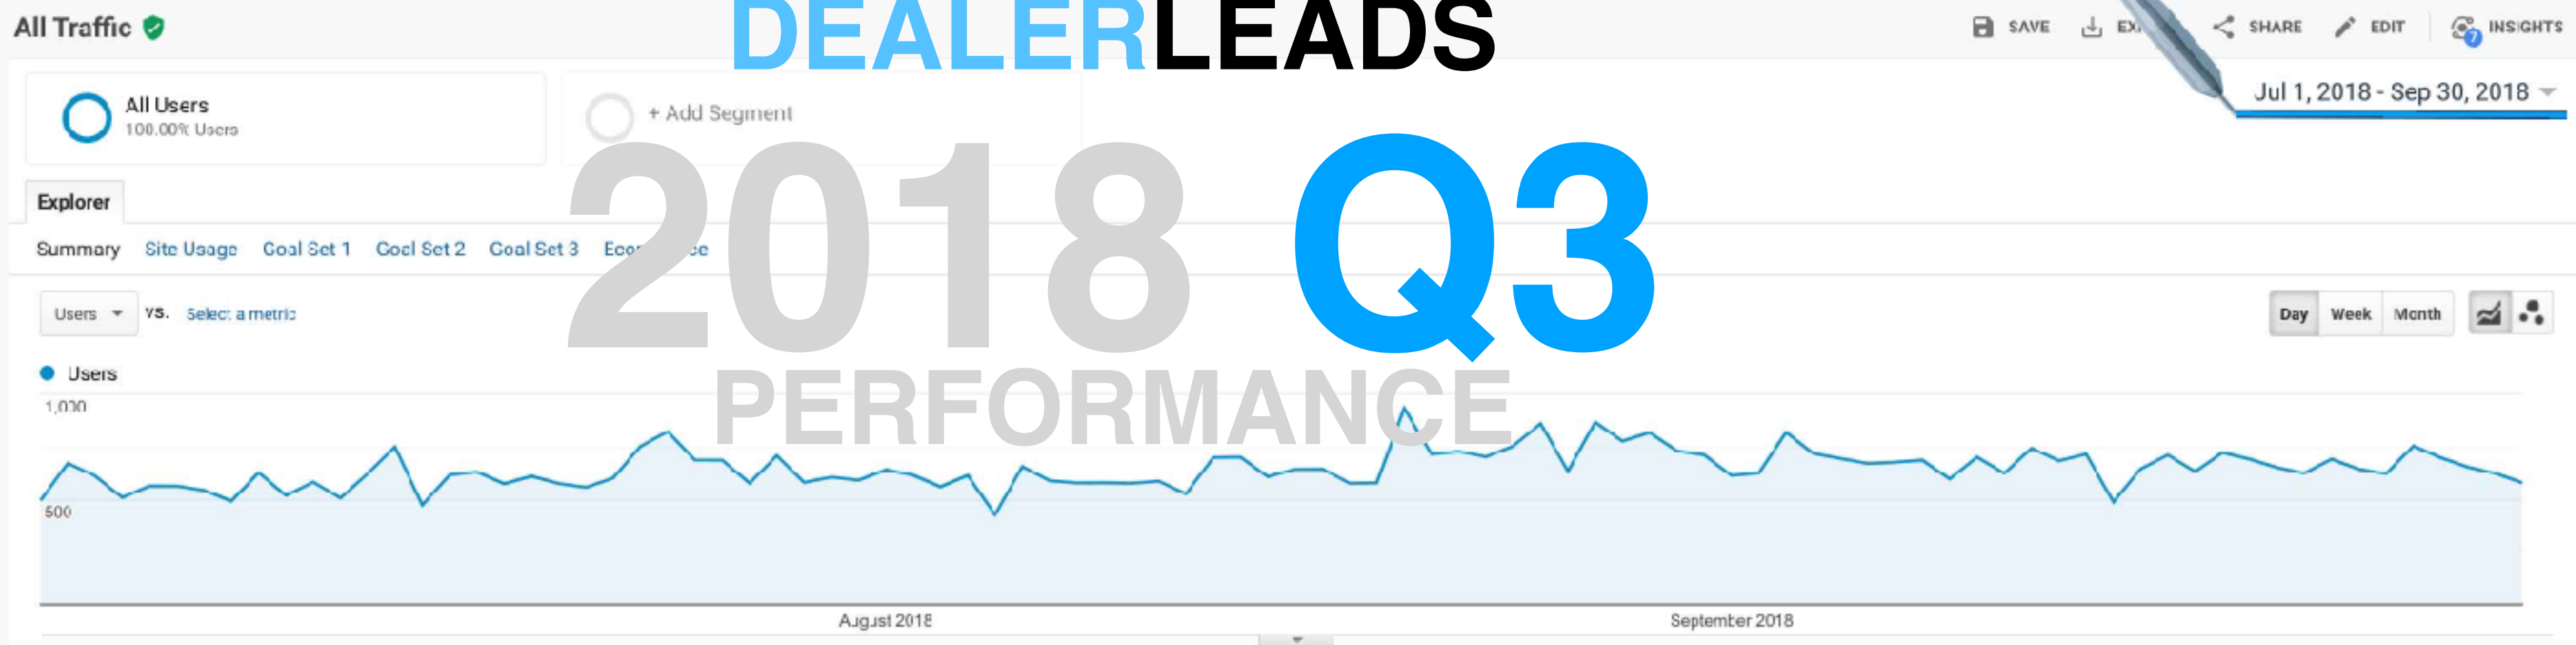 All Traffic
DEALERLEADS
SAVE
SHARE
EDIT
INSIGHTS
7
All Users
100.00% Users
+ Add Segment
Jul 1, 2018 - Sep 30, 2018
2018 Q3
PERFORMANCE
Explorer
Summary Site Usage Goal Set 1 Goal Set 2 Goal Set 3
Users VS. Select a metric
Day Week Month
Users
1,000
500
August 2018
September 2018